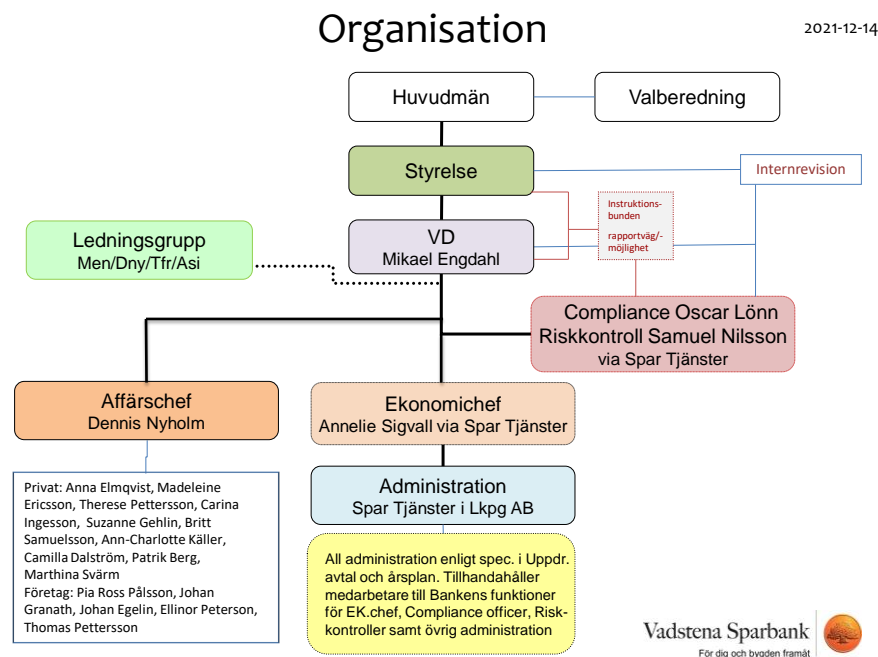 Organisation
2021-12-14
Huvudmän
Valberedning
Styrelse
Internrevision
Instruktions-
bunden
rapportväg/-
möjlighet
Ledningsgrupp
Men/Dny/Tfr/Asi
VD
Mikael Engdahl
Compliance Oscar Lönn
Riskkontroll Samuel Nilsson
via Spar Tjänster
Affärschef
Dennis Nyholm
Ekonomichef
Annelie Sigvall via Spar Tjänster
Privat: Anna Elmqvist, Madeleine
Ericsson, Therese Pettersson, Carina
Ingesson, Suzanne Gehlin, Britt
Samuelsson, Ann-Charlotte Käller,
Camilla Dalström, Patrik Berg,
Marthina Svärm
Företag: Pia Ross Pålsson, Johan
Granath, Johan Egelin, Ellinor Peterson,
Thomas Pettersson
Administration
Spar Tjänster i Lkpg AB
All administration enligt spec. i Uppdr.
avtal och årsplan. Tillhandahåller
medarbetare till Bankens funktioner
för EK.chef, Compliance officer, Risk-
kontroller samt övrig administration
Vadstena Sparbank
För dig och bygden framåt